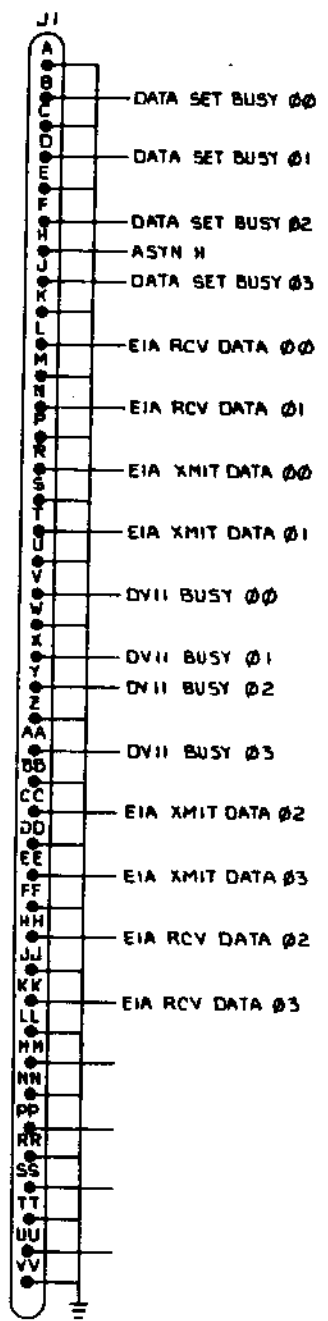 J1
A
B
DATA SET BUSY ØØ
C
D
DATA SET BUSY Ø1
E
F
DATA SET BUSY Ø2
H
ASYN H
J
DATA SET BUSY Ø3
K
L
EIA RCV DATA ØØ
M
N
EIA RCV DATA Ø1
P
R
EIA XMIT DATA ØØ
S
T
EIA XMIT DATA Ø1
U
V
DV11 BUSY ØØ
W
X
DV11 BUSY Ø1
Y
DV11 BUSY Ø2
Z
AA
DV11 BUSY Ø3
BB
CC
EIA XMIT DATA Ø2
DD
EE
EIA XMIT DATA Ø3
FF
HH
EIA RCV DATA Ø2
JJ
KK
EIA RCV DATA Ø3
LL
MM
NN
PP
RR
SS
TT
UU
VV